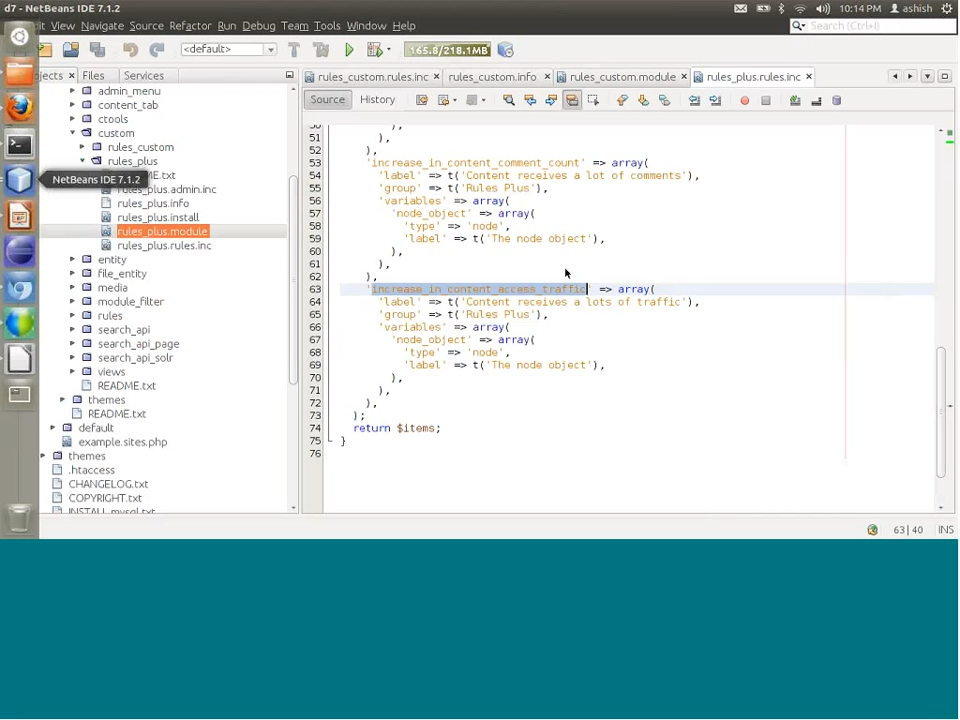 d7 - NetBeans IDE 7.1.2
10:14 PM
ashish
View Navigate Source Refactor Run Debug Team Tools Window Help
Search (Ctrl+I)
<default>
165.8/218.1MB
Files
Services
rules_custom.rules.inc
rules_custom.info
rules_custom.module
rules_plus.rules.inc
Source
History
admin_menu
content_tab
ctools
custom
rules_custom
rules_plus
NetBeans IDE 7.1.2
rules_plus.admin.inc
rules_plus.info
rules_plus.install
rules_plus.module
rules_plus.rules.inc
entity
file_entity
media
module_filter
rules
search_api
search_api_page
search_api_solr
views
README.txt
themes
README.txt
default
example.sites.php
themes
.htaccess
CHANGELOG.txt
COPYRIGHT.txt
INSTALL.mysql.txt
50 ),
51 ),
52 ),
53 'increase_in_content_comment_count' => array(
54 'label' => t('Content receives a lot of comments'),
55 'group' => t('Rules Plus'),
56 'variables' => array(
57 'node_object' => array(
58 'type' => 'node',
59 'label' => t('The node object'),
60 ),
61 ),
62 ),
63 'increase_in_content_access_traffic' => array(
64 'label' => t('Content receives a lots of traffic'),
65 'group' => t('Rules Plus'),
66 'variables' => array(
67 'node_object' => array(
68 'type' => 'node',
69 'label' => t('The node object'),
70 ),
71 ),
72 ),
73 );
74 return $items;
75 }
76
63 | 40
INS